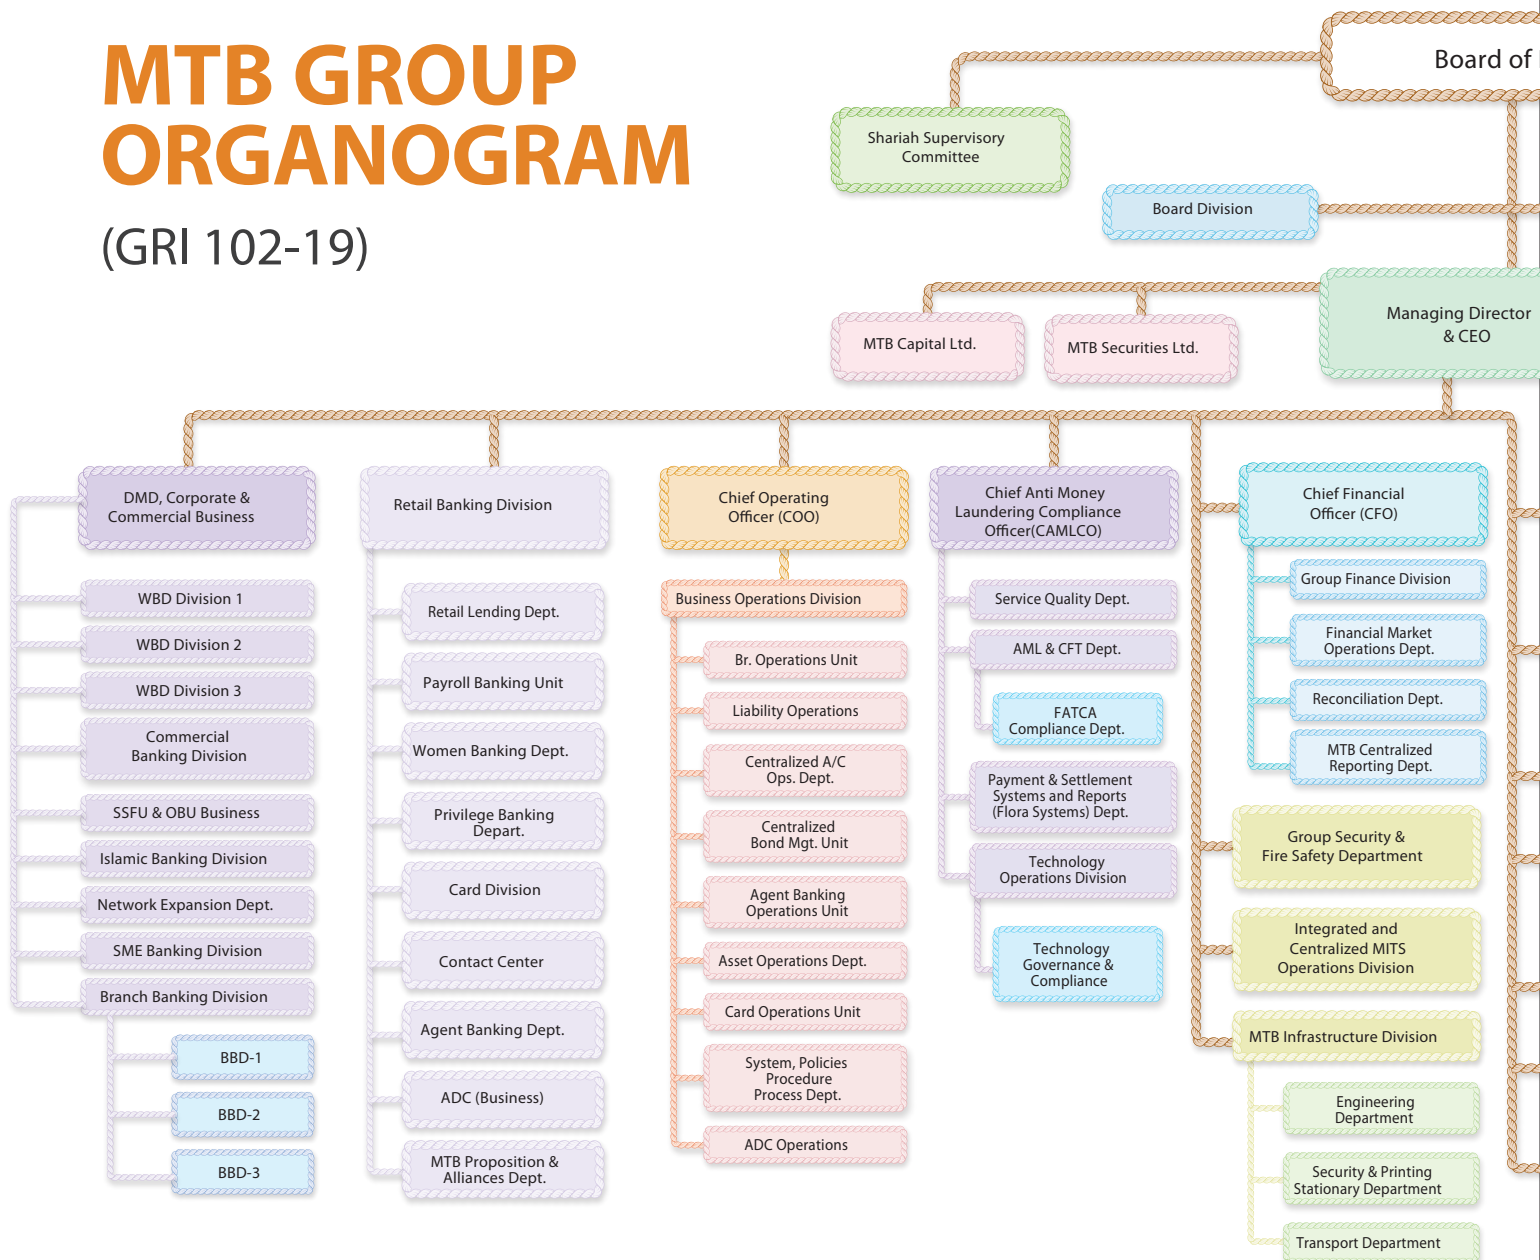 MTB GROUP
ORGANOGRAM
(GRI 102-19)
Board of
Shariah Supervisory
Committee
Board Division
Managing Director
& CEO
MTB Capital Ltd.
MTB Securities Ltd.
DMD, Corporate &
Commercial Business
WBD Division 1
WBD Division 2
WBD Division 3
Commercial
Banking Division
SSFU & OBU Business
Islamic Banking Division
Network Expansion Dept.
SME Banking Division
Branch Banking Division
BBD-1
BBD-2
BBD-3
Retail Banking Division
Retail Lending Dept.
Payroll Banking Unit
Women Banking Dept.
Privilege Banking
Depart.
Card Division
Contact Center
Agent Banking Dept.
ADC (Business)
MTB Proposition &
Alliances Dept.
Chief Operating
Officer (COO)
Business Operations Division
Br. Operations Unit
Liability Operations
Centralized A/C
Ops. Dept.
Centralized
Bond Mgt. Unit
Agent Banking
Operations Unit
Asset Operations Dept.
Card Operations Unit
System, Policies
Procedure
Process Dept.
ADC Operations
Chief Anti Money
Laundering Compliance
Officer(CAMLCO)
Service Quality Dept.
AML & CFT Dept.
FATCA
Compliance Dept.
Payment & Settlement
Systems and Reports
(Flora Systems) Dept.
Technology
Operations Division
Technology
Governance &
Compliance
Chief Financial
Officer (CFO)
Group Finance Division
Financial Market
Operations Dept.
Reconciliation Dept.
MTB Centralized
Reporting Dept.
Group Security &
Fire Safety Department
Integrated and
Centralized MITS
Operations Division
MTB Infrastructure Division
Engineering
Department
Security & Printing
Stationary Department
Transport Department